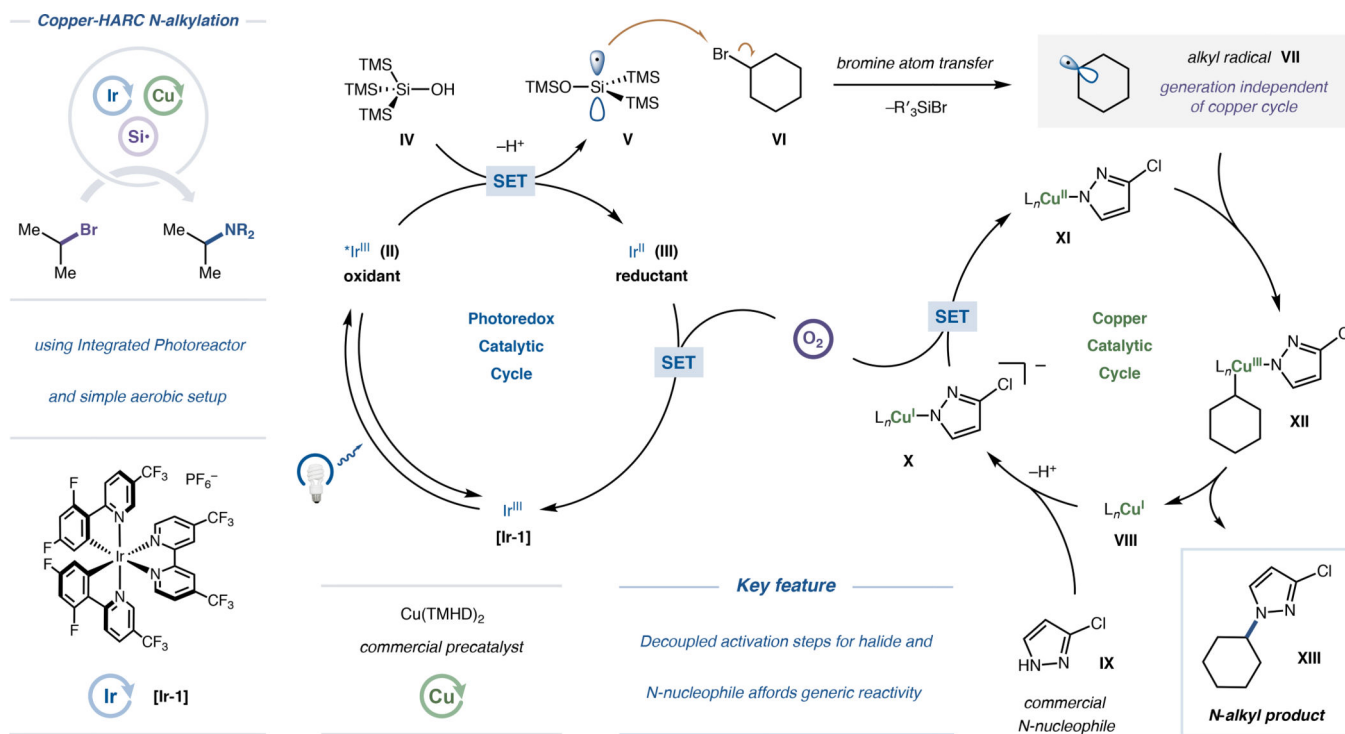 Copper-HARC N-alkylation
Ir
Cu
Si•
Me
Br
Me
Me
NR2
Me
using Integrated Photoreactor
and simple aerobic setup
F
F
F
F
N
N
N
N
Ir
CF3
CF3
CF3
CF3
PF6–
Ir
[Ir-1]
TMS
TMS
TMS
Si
OH
IV
TMSO
Si
TMS
TMS
V
Br
VI
bromine atom transfer
–R′3SiBr
alkyl radical VII
generation independent
of copper cycle
–H+
SET
*IrIII (II)
oxidant
IrII (III)
reductant
Photoredox
Catalytic
Cycle
SET
O2
IrIII
[Ir-1]
LnCuII
N
N
Cl
XI
SET
Copper
Catalytic
Cycle
LnCuI
N
N
Cl
–
X
LnCuIII
N
N
Cl
XII
–H+
LnCuI
VIII
HN
N
Cl
IX
commercial
N-nucleophile
N
N
Cl
XIII
N-alkyl product
Cu(TMHD)2
commercial precatalyst
Cu
Key feature
Decoupled activation steps for halide and
N-nucleophile affords generic reactivity